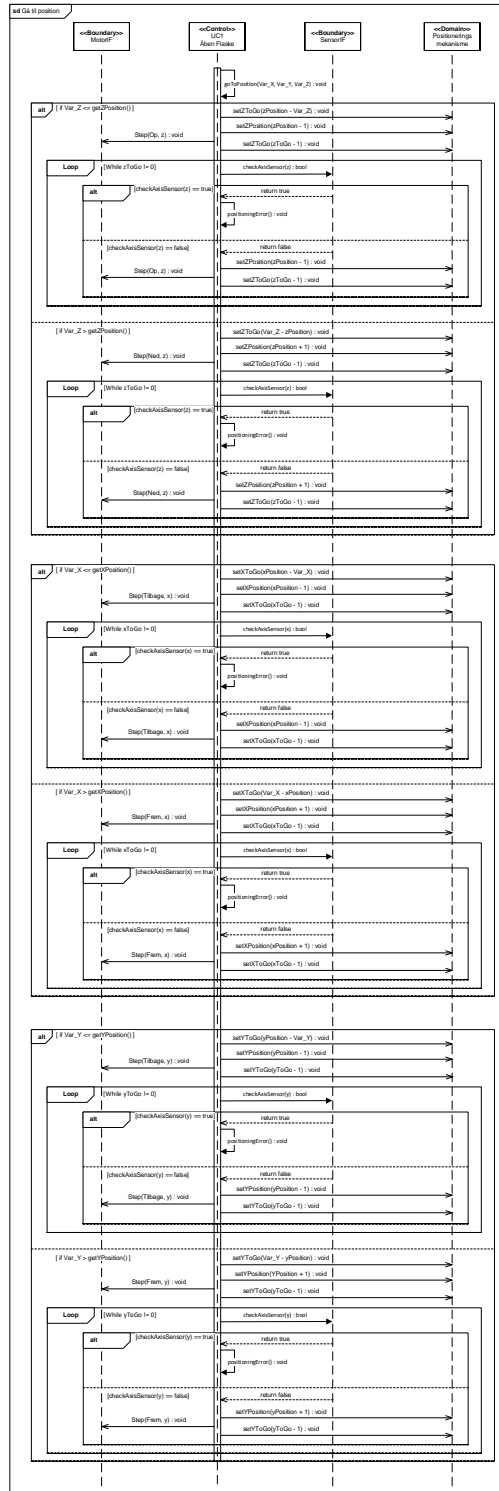 sd Gå til position
<<Boundary>>
MotorIF
<<Control>>
UC1
Åben Flaske
<<Boundary>>
SensorIF
<<Domain>>
Positionerings
mekanisme
goToPosition(Var_X, Var_Y, Var_Z) : void
alt
[ if Var_Z <= getZPosition() ]
setZToGo(zPosition - Var_Z) : void
setZPosition(zPosition - 1) : void
Step(Op, z) : void
setZToGo(zToGo - 1) : void
Loop
[While zToGo != 0]
checkAxisSensor(z) : bool
alt
[checkAxisSensor(z) == true]
return true
positioningError() : void
[checkAxisSensor(z) == false]
return false
setZPosition(zPosition - 1) : void
Step(Op, z) : void
setZToGo(zToGo - 1) : void
[ if Var_Z > getZPosition() ]
setZToGo(Var_Z - zPosition) : void
setZPosition(zPosition + 1) : void
Step(Ned, z) : void
setZToGo(zToGo - 1) : void
Loop
[While zToGo != 0]
checkAxisSensor(z) : bool
alt
[checkAxisSensor(z) == true]
return true
positioningError() : void
[checkAxisSensor(z) == false]
return false
setZPosition(zPosition + 1) : void
Step(Ned, z) : void
setZToGo(zToGo - 1) : void
alt
[ if Var_X <= getXPosition() ]
setXToGo(xPosition - Var_X) : void
setXPosition(xPosition - 1) : void
Step(Tilbage, x) : void
setXToGo(xToGo - 1) : void
Loop
[While xToGo != 0]
checkAxisSensor(x) : bool
alt
[checkAxisSensor(x) == true]
return true
positioningError() : void
[checkAxisSensor(x) == false]
return false
setXPosition(xPosition - 1) : void
Step(Tilbage, x) : void
setXToGo(xToGo - 1) : void
[ if Var_X > getXPosition() ]
setXToGo(Var_X - xPosition) : void
setXPosition(xPosition + 1) : void
Step(Frem, x) : void
setXToGo(xToGo - 1) : void
Loop
[While xToGo != 0]
checkAxisSensor(x) : bool
alt
[checkAxisSensor(x) == true]
return true
positioningError() : void
[checkAxisSensor(x) == false]
return false
setXPosition(xPosition + 1) : void
Step(Frem, x) : void
setXToGo(xToGo - 1) : void
alt
[ if Var_Y <= getYPosition() ]
setYToGo(yPosition - Var_Y) : void
setYPosition(yPosition - 1) : void
Step(Tilbage, y) : void
setYToGo(yToGo - 1) : void
Loop
[While yToGo != 0]
checkAxisSensor(y) : bool
alt
[checkAxisSensor(y) == true]
return true
positioningError() : void
[checkAxisSensor(y) == false]
return false
setYPosition(yPosition - 1) : void
Step(Tilbage, y) : void
setYToGo(yToGo - 1) : void
[ if Var_Y > getYPosition() ]
setYToGo(Var_Y - yPosition) : void
setYPosition(YPosition + 1) : void
Step(Frem, y) : void
setYToGo(yToGo - 1) : void
Loop
[While yToGo != 0]
checkAxisSensor(y) : bool
alt
[checkAxisSensor(y) == true]
return true
positioningError() : void
[checkAxisSensor(y) == false]
return false
setYPosition(yPosition + 1) : void
Step(Frem, y) : void
setYToGo(yToGo - 1) : void